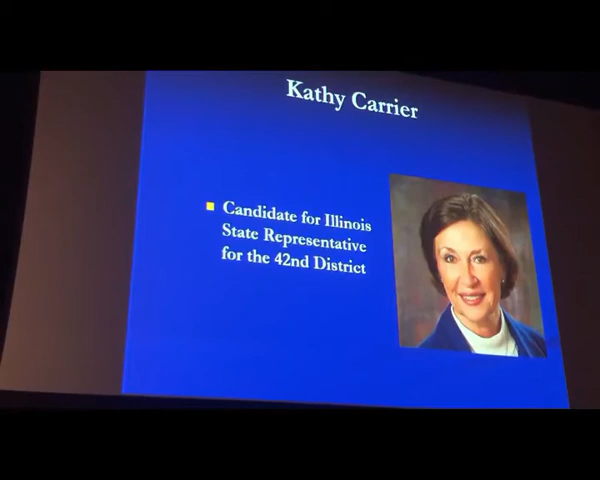 Kathy Carrier
Candidate for Illinois
State Representative
for the 42nd District